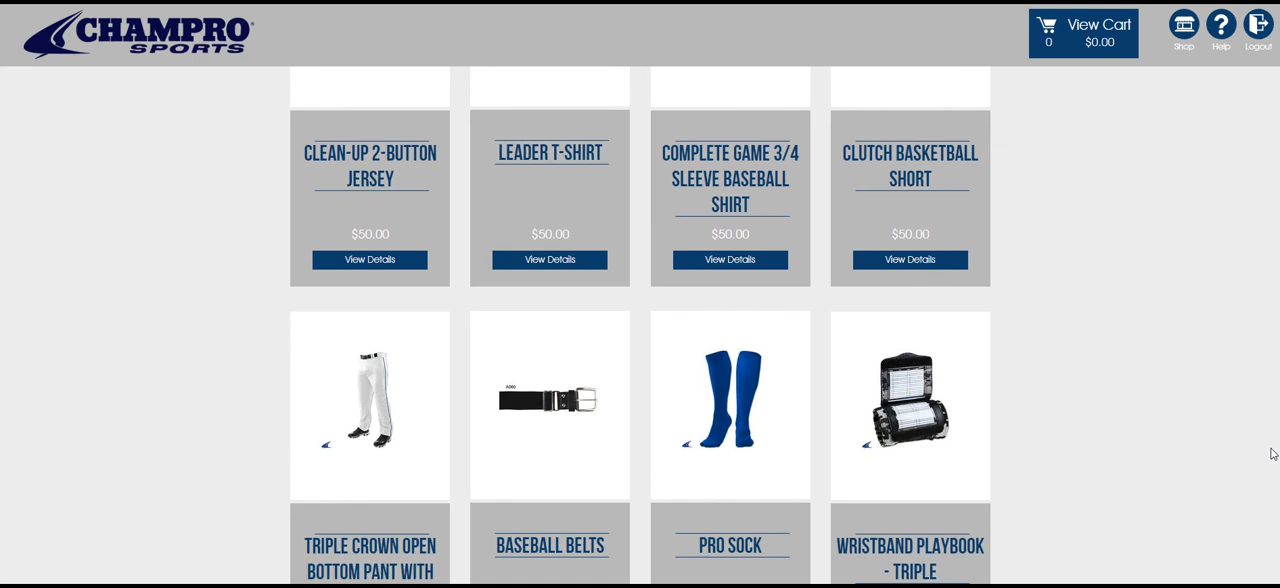 CHAMPRO
SPORTS
View Cart
0 $0.00
Shop
Help
Logout
CLEAN-UP 2-BUTTON
JERSEY
$50.00
View Details
LEADER T-SHIRT
$50.00
View Details
COMPLETE GAME 3/4
SLEEVE BASEBALL
SHIRT
$50.00
View Details
CLUTCH BASKETBALL
SHORT
$50.00
View Details
TRIPLE CROWN OPEN
BOTTOM PANT WITH
A060
BASEBALL BELTS
PRO SOCK
WRISTBAND PLAYBOOK
- TRIPLE